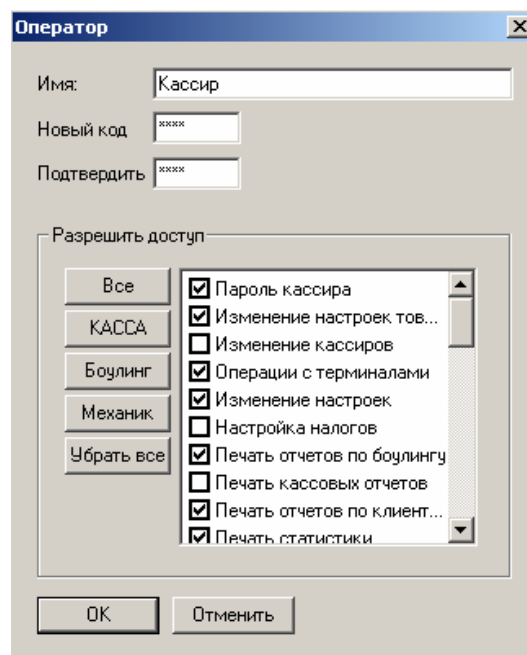 Оператор
Имя: Кассир
Новый код ****
Подтвердить ****
Разрешить доступ
Все
КАССА
Боулинг
Механик
Убрать все
Пароль кассира
Изменение настроек тов...
Изменение кассиров
Операции с терминалами
Изменение настроек
Настройка налогов
Печать отчетов по боулингу
Печать кассовых отчетов
Печать отчетов по клиент...
Печать статистики
OK Отменить